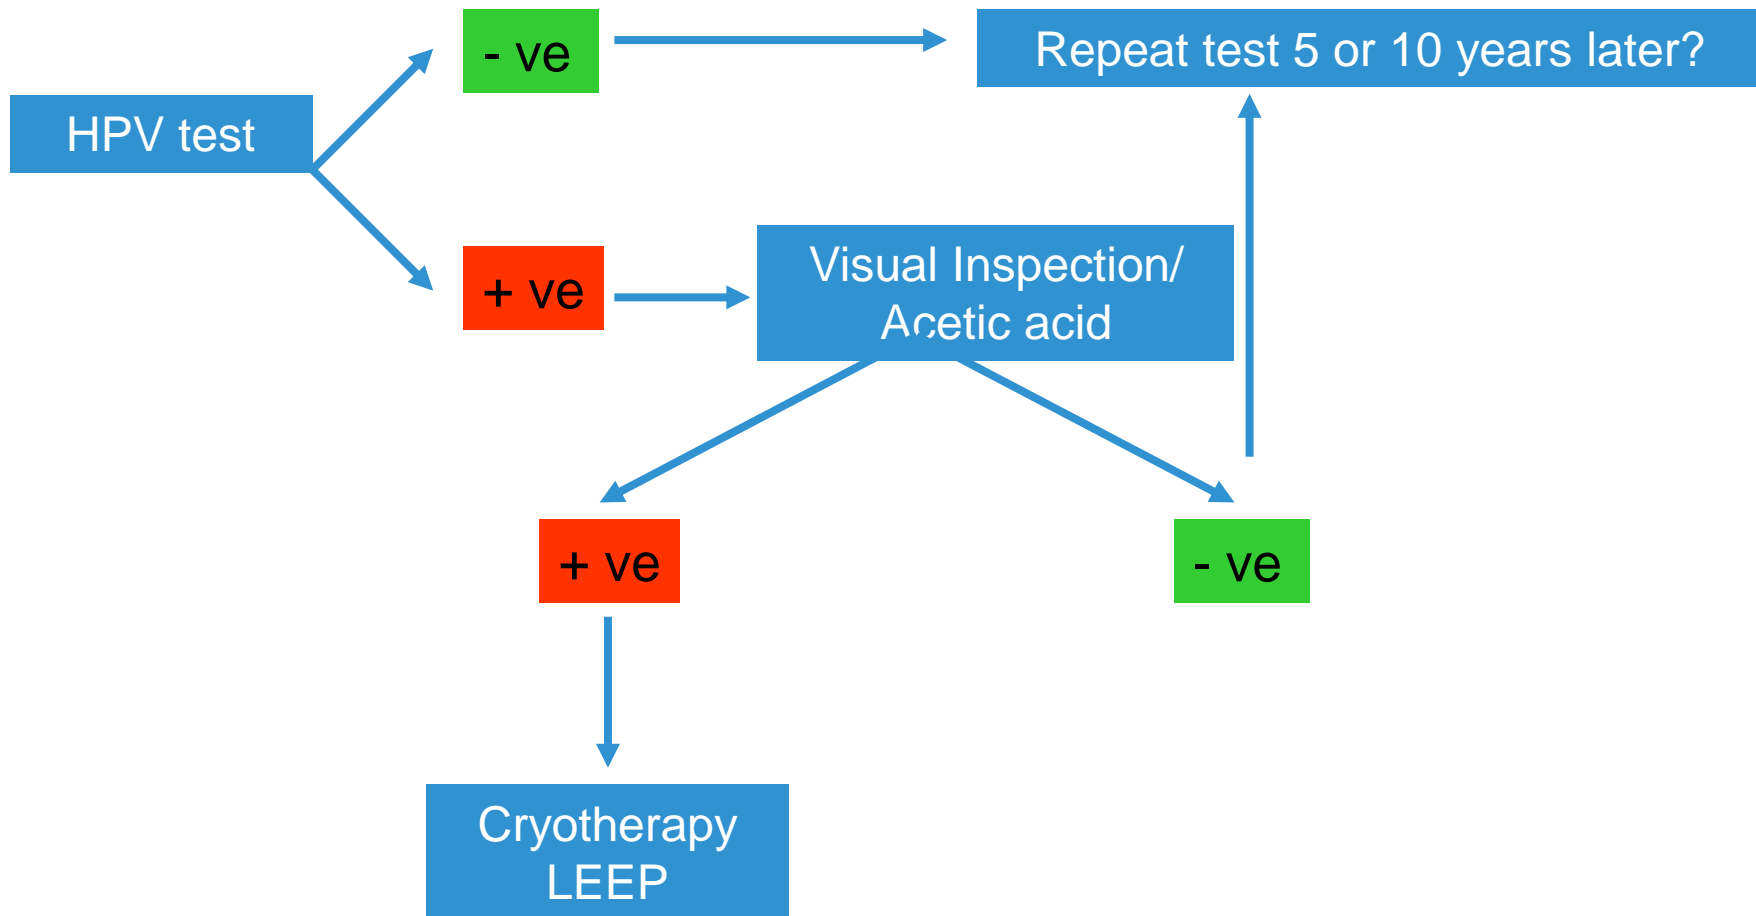 - ve
Repeat test 5 or 10 years later?
HPV test
+ ve
Visual Inspection/
Acetic acid
+ ve
- ve
Cryotherapy
LEEP